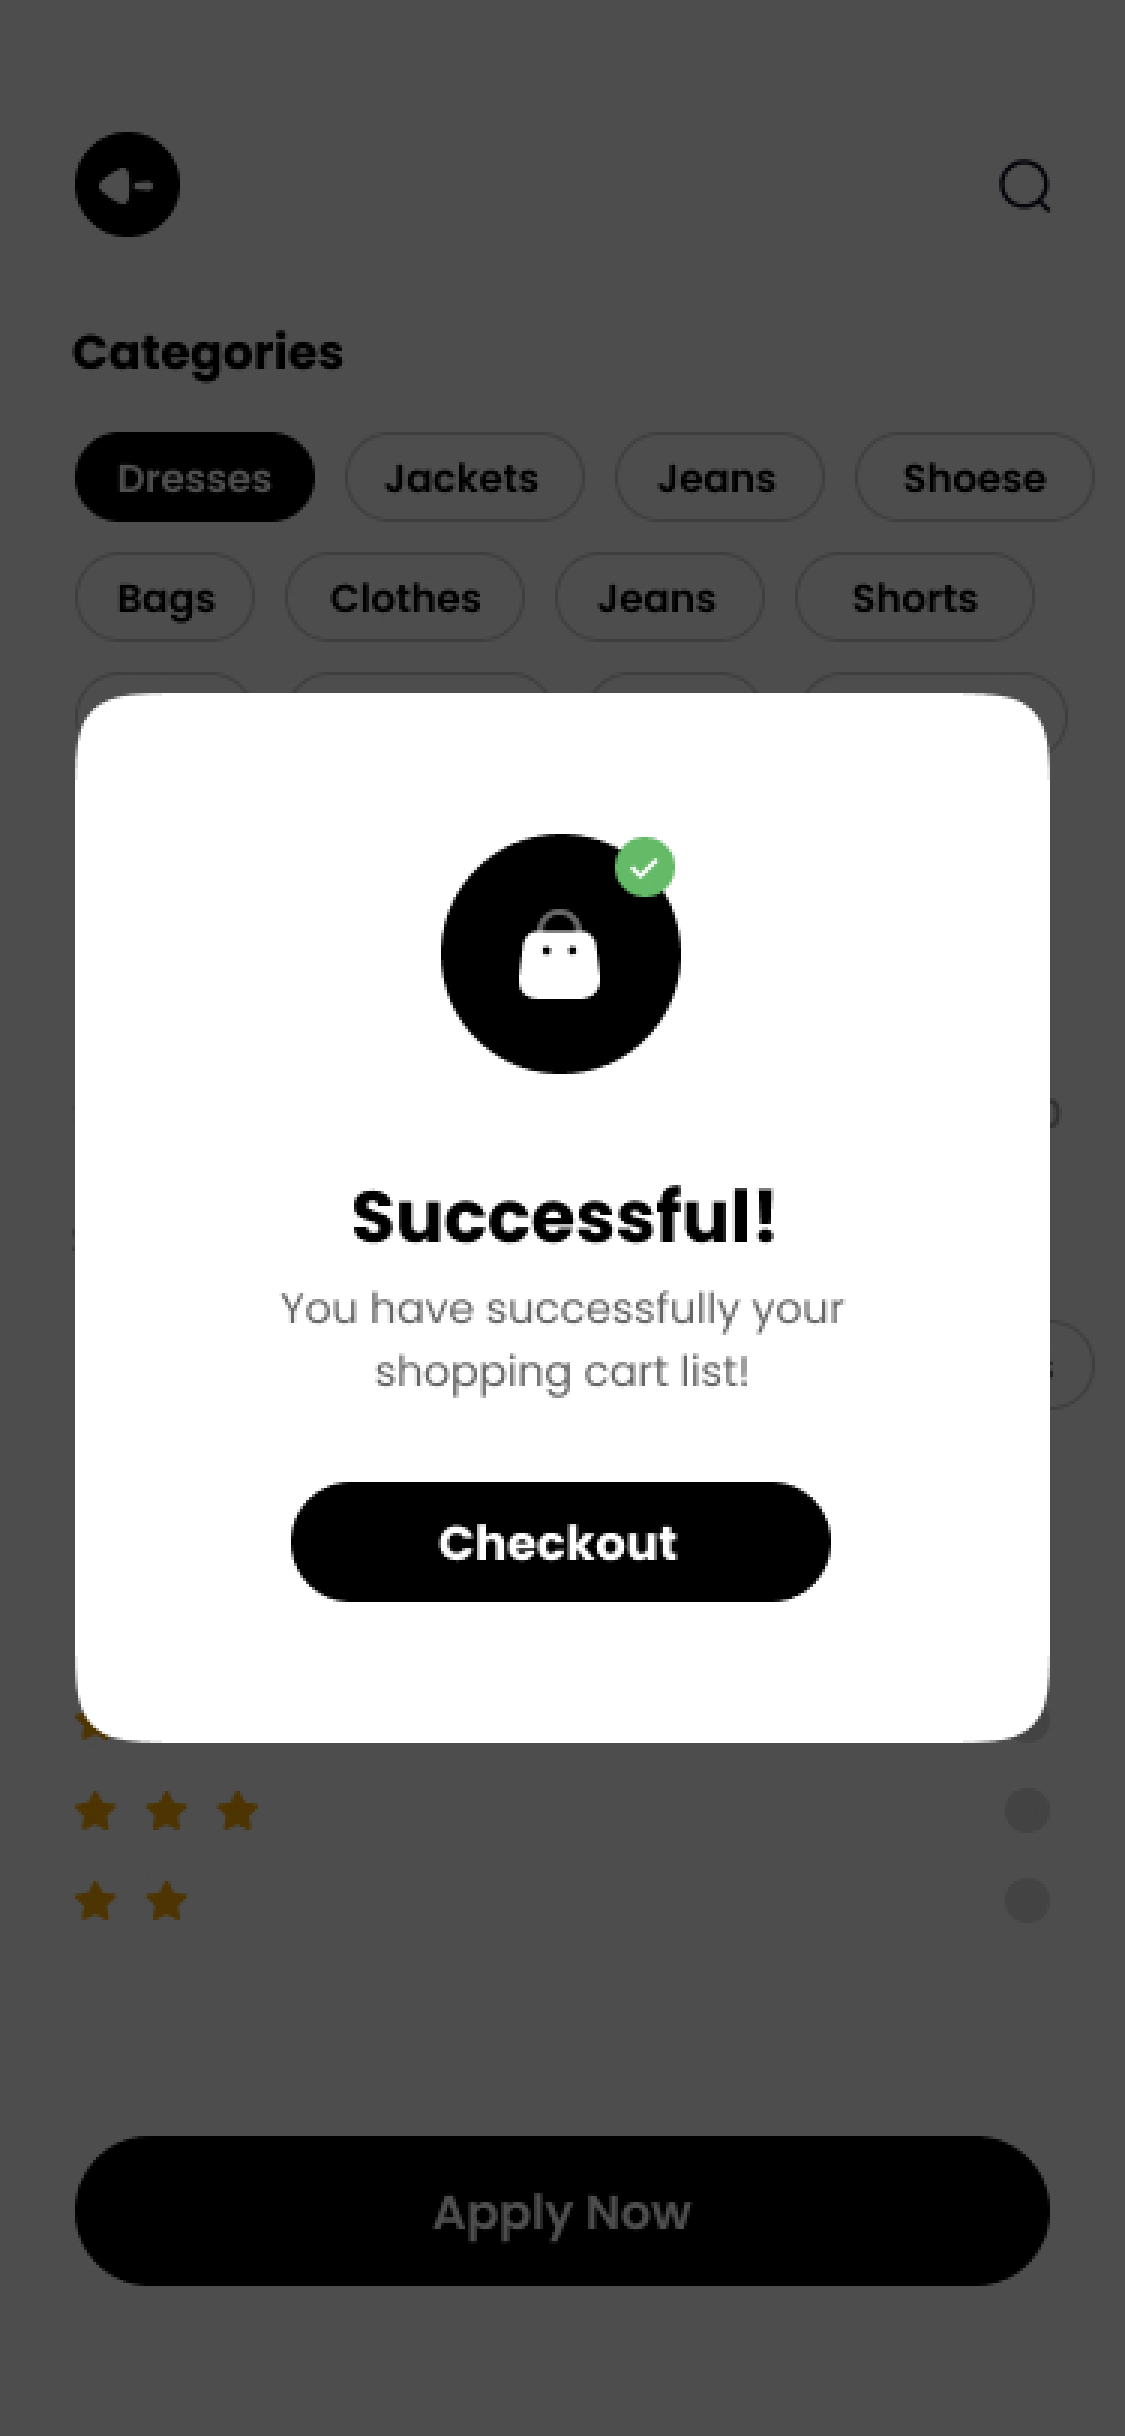 Categories
Dresses Jackets Jeans Shoese
Bags Clothes Jeans Shorts
Successful!
You have successfully your
shopping cart list!
Checkout
Apply Now